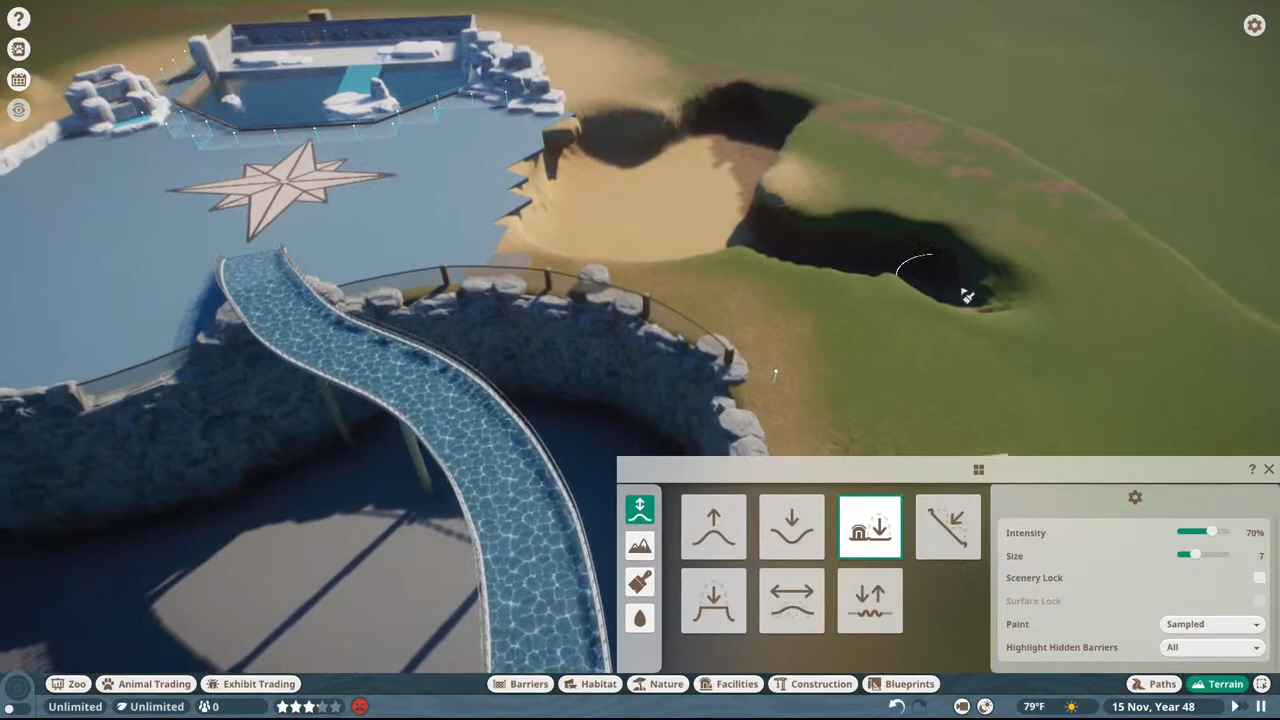 ?
? ×
Intensity 70%
Size 7
Scenery Lock
Surface Lock
Paint Sampled
Highlight Hidden Barriers All
Zoo Animal Trading Exhibit Trading Barriers Habitat Nature Facilities Construction Blueprints Paths Terrain
Unlimited Unlimited 0 79°F 15 Nov, Year 48